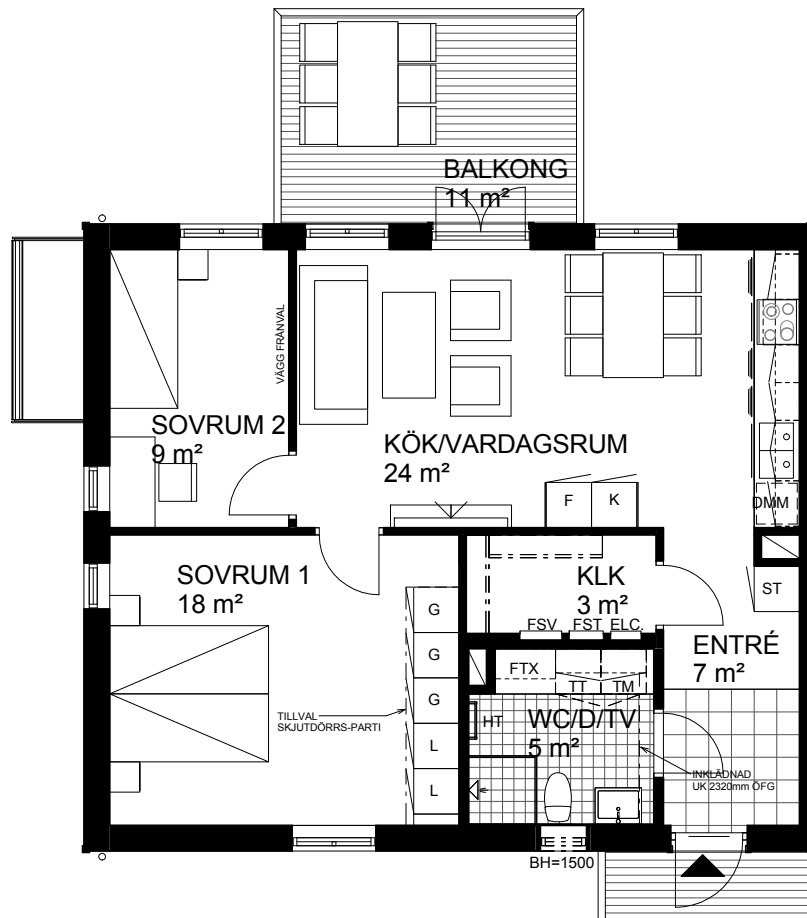 BALKONG
11 m²
VÄGG FRÅNVAL
SOVRUM 2
9 m²
KÖK/VARDAGSRUM
24 m²
F
K
DMM
SOVRUM 1
18 m²
KLK
3 m²
ST
G
FSV
FST
ELC.
ENTRÉ
7 m²
G
FTX
TT
TM
G
HT
WC/D/TV
5 m²
TILLVAL
SKJUTDÖRRS-PARTI
L
L
INKLÄDNAD
UK 2320mm ÖFG
BH=1500